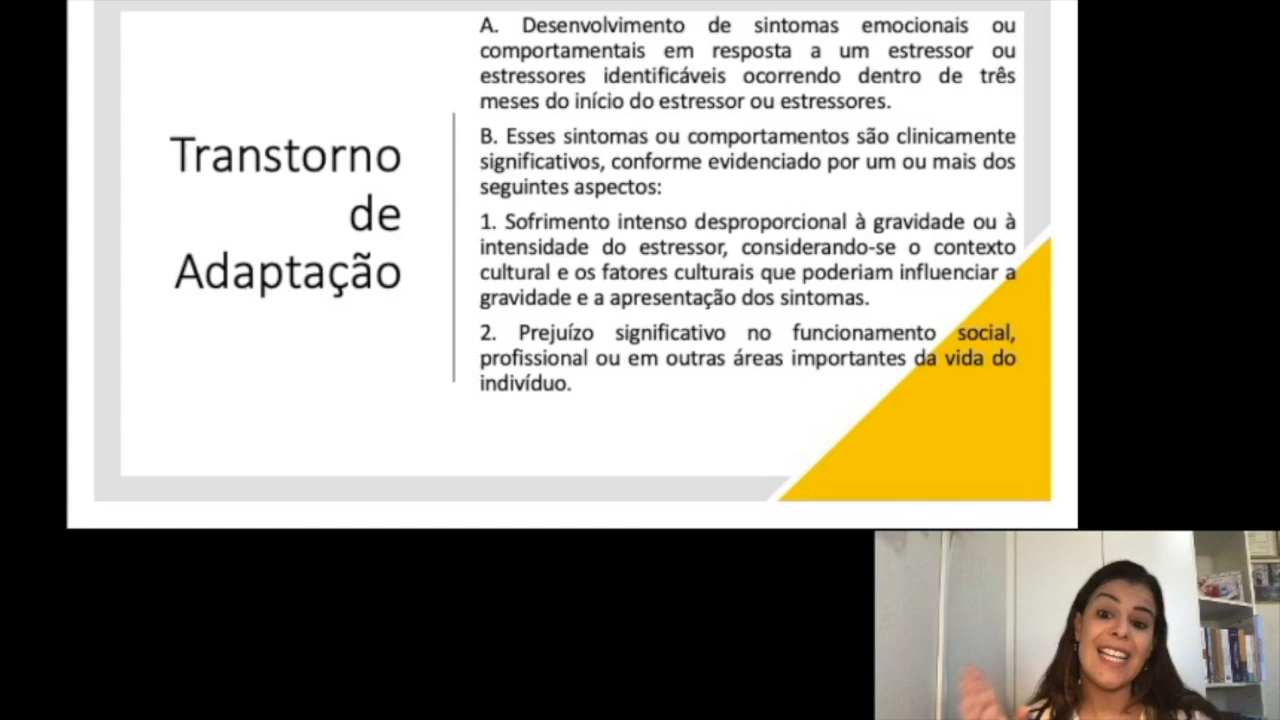 Transtorno
de
Adaptação
A. Desenvolvimento de sintomas emocionais ou
comportamentais em resposta a um estressor ou
estressores identificáveis ocorrendo dentro de três
meses do início do estressor ou estressores.
B. Esses sintomas ou comportamentos são clinicamente
significativos, conforme evidenciado por um ou mais dos
seguintes aspectos:
1. Sofrimento intenso desproporcional à gravidade ou à
intensidade do estressor, considerando-se o contexto
cultural e os fatores culturais que poderiam influenciar a
gravidade e a apresentação dos sintomas.
2. Prejuízo significativo no funcionamento social,
profissional ou em outras áreas importantes da vida do
indivíduo.